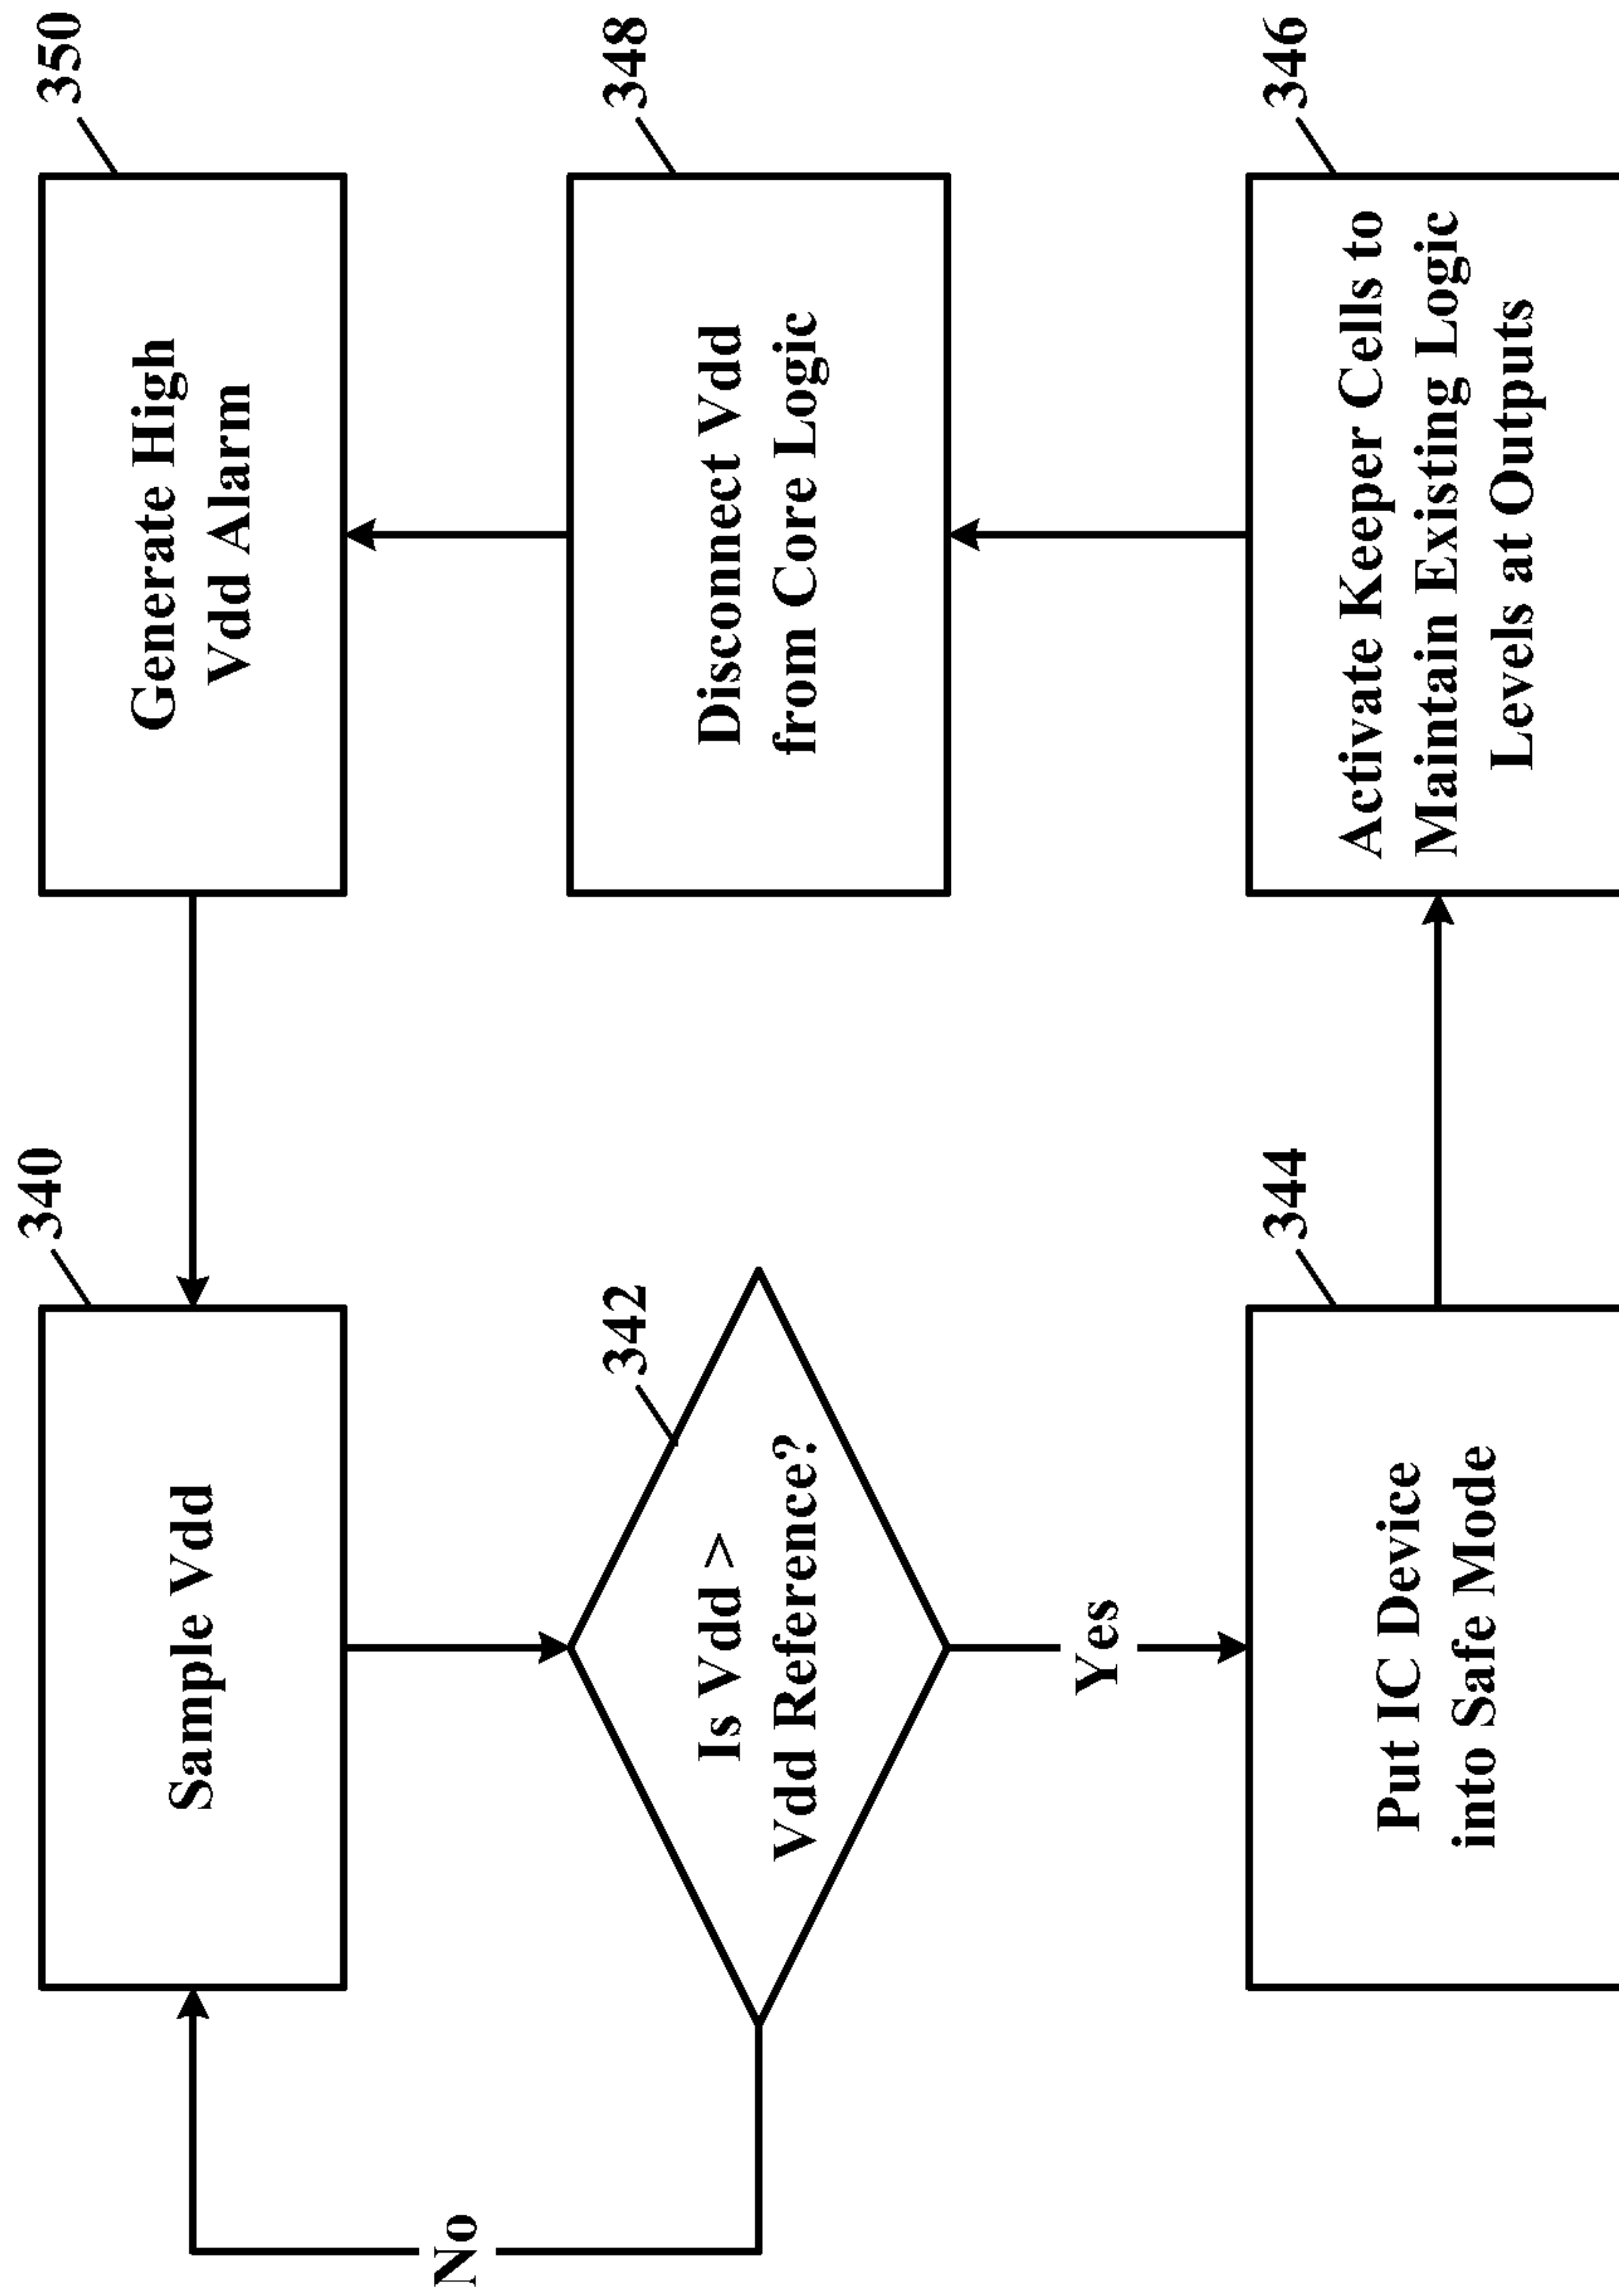 340
Sample Vdd
342
Is Vdd >
Vdd Reference?
No
Yes
344
Put IC Device
into Safe Mode
346
Activate Keeper Cells to
Maintain Existing Logic
Levels at Outputs
348
Disconnect Vdd
from Core Logic
350
Generate High
Vdd Alarm